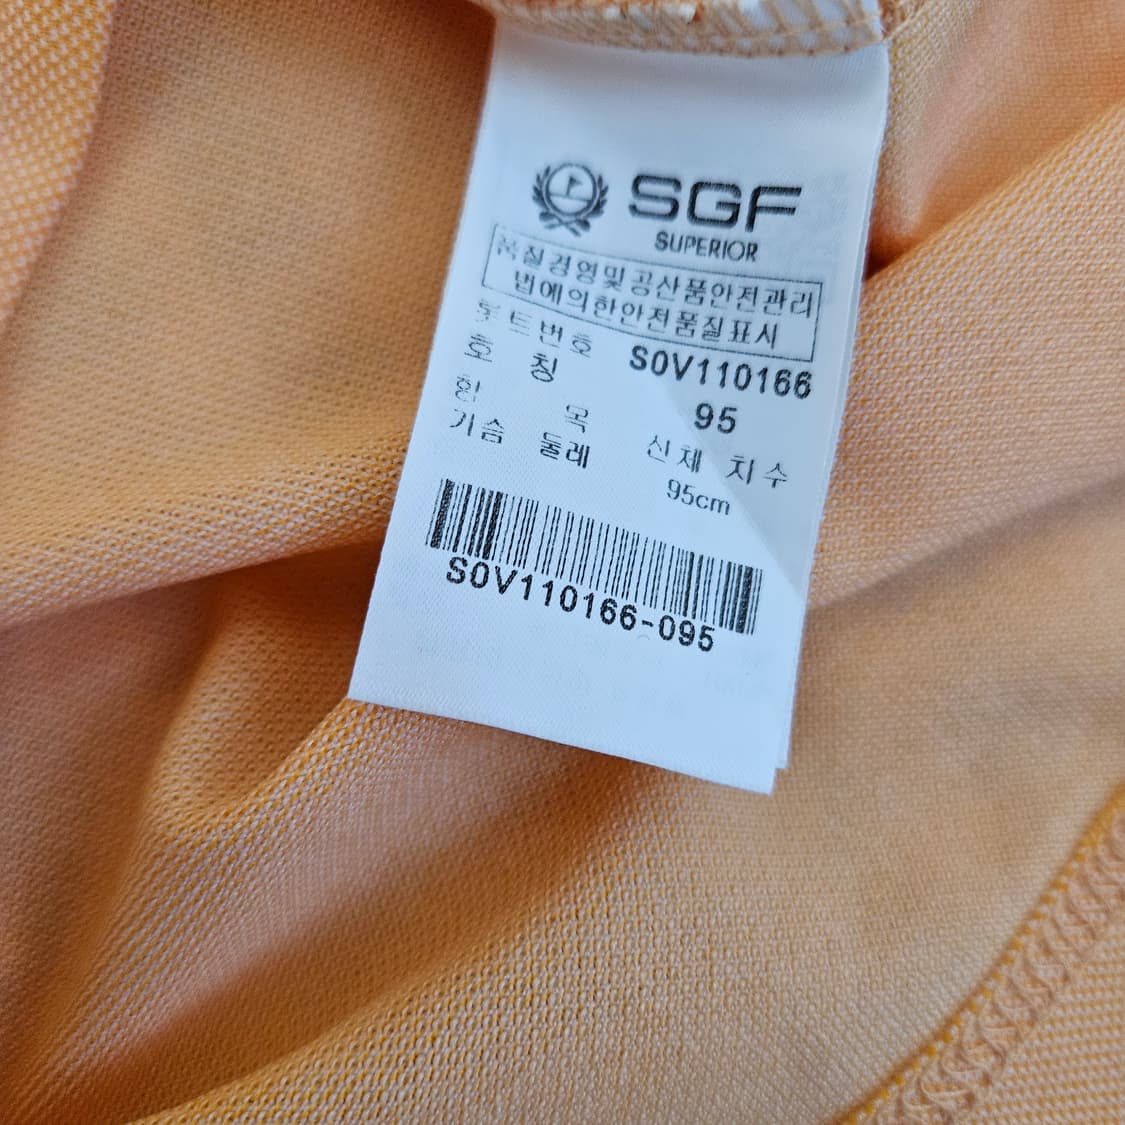 SGF
SUPERIOR
품질경영및공산품안전관리
법에의한안전품질표시
로트번호 S0V110166
호 칭 95
항 목 신체 치수
가슴 둘레 95cm
S0V110166-095